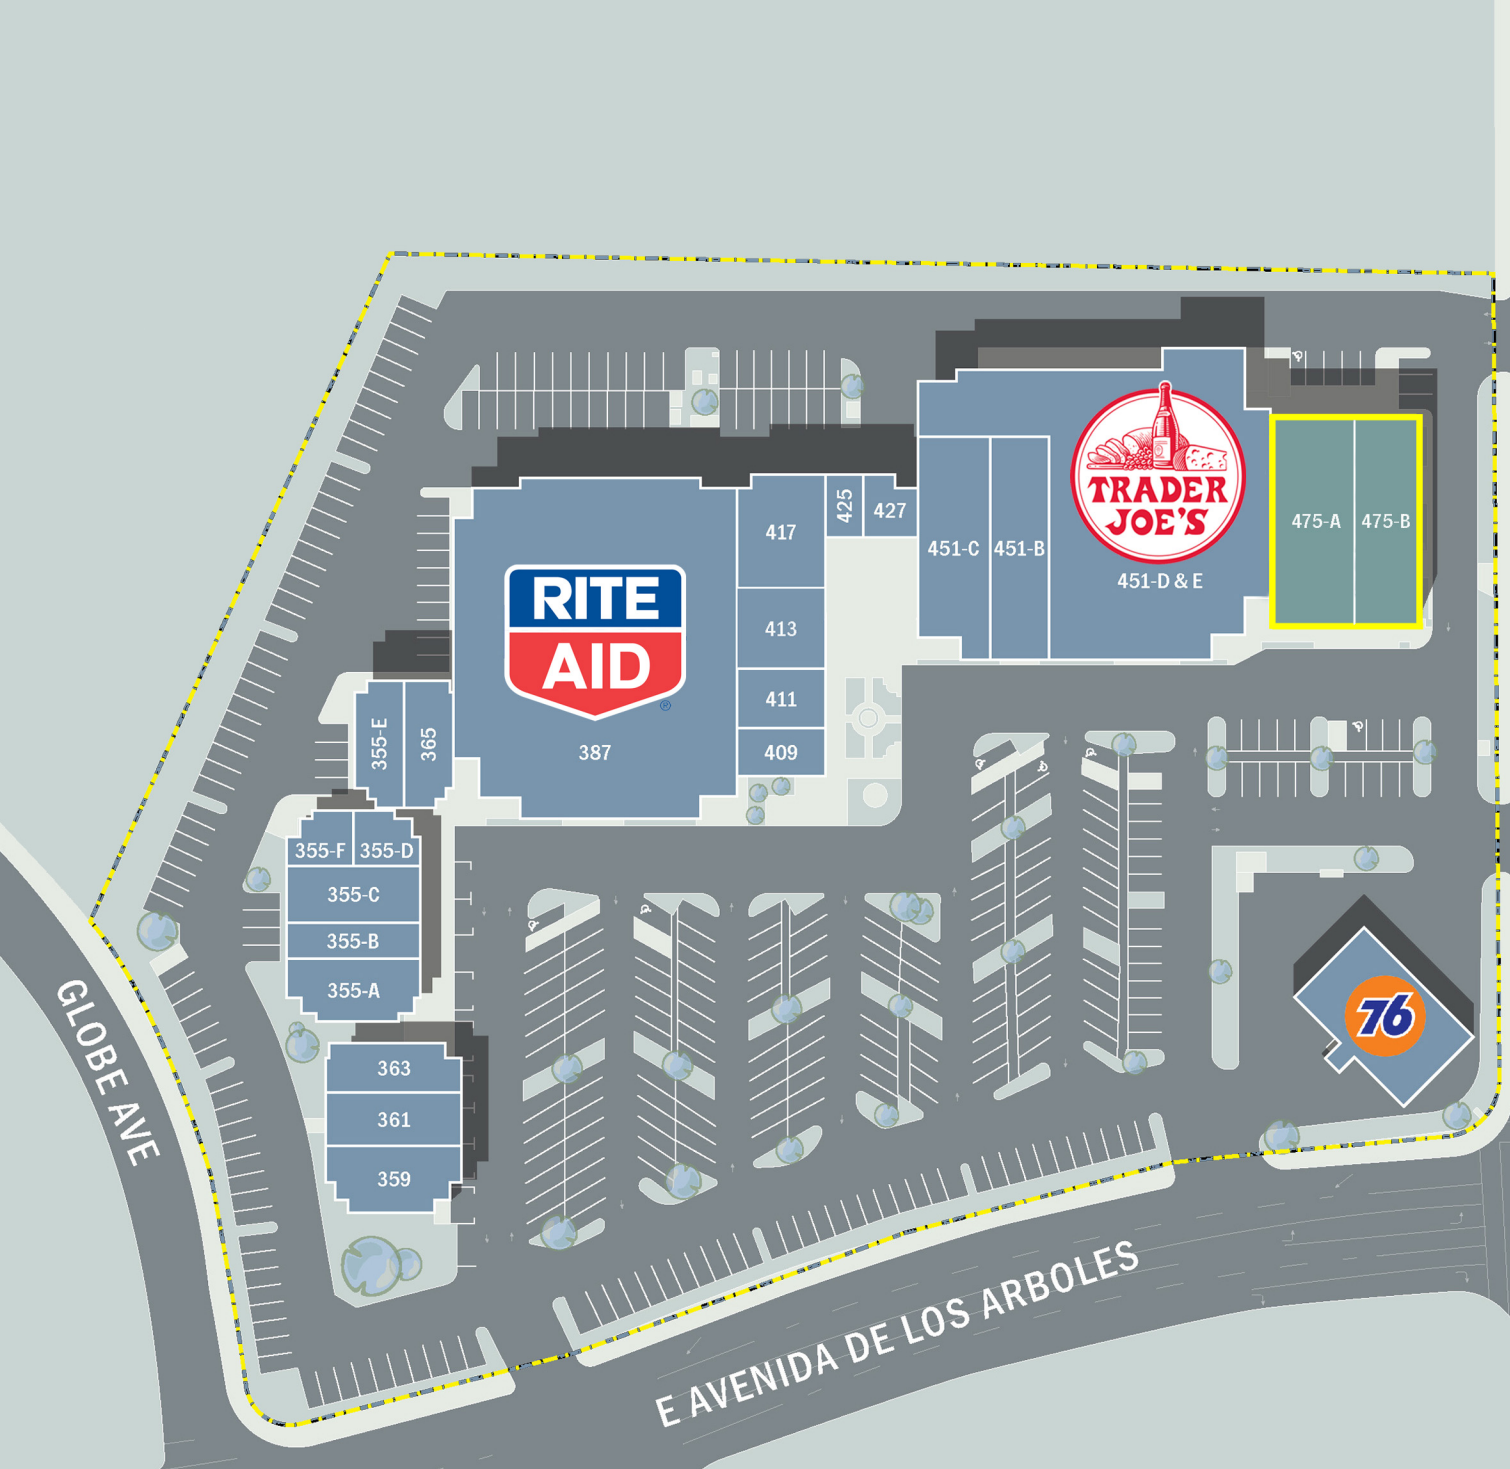 417
425
427
475-A
475-B
451-C
451-B
TRADER
JOE'S
451-D & E
RITE
AID
®
413
411
409
387
355-E
365
355-F
355-D
355-C
355-B
355-A
363
361
359
76
GLOBE AVE
E AVENIDA DE LOS ARBOLES